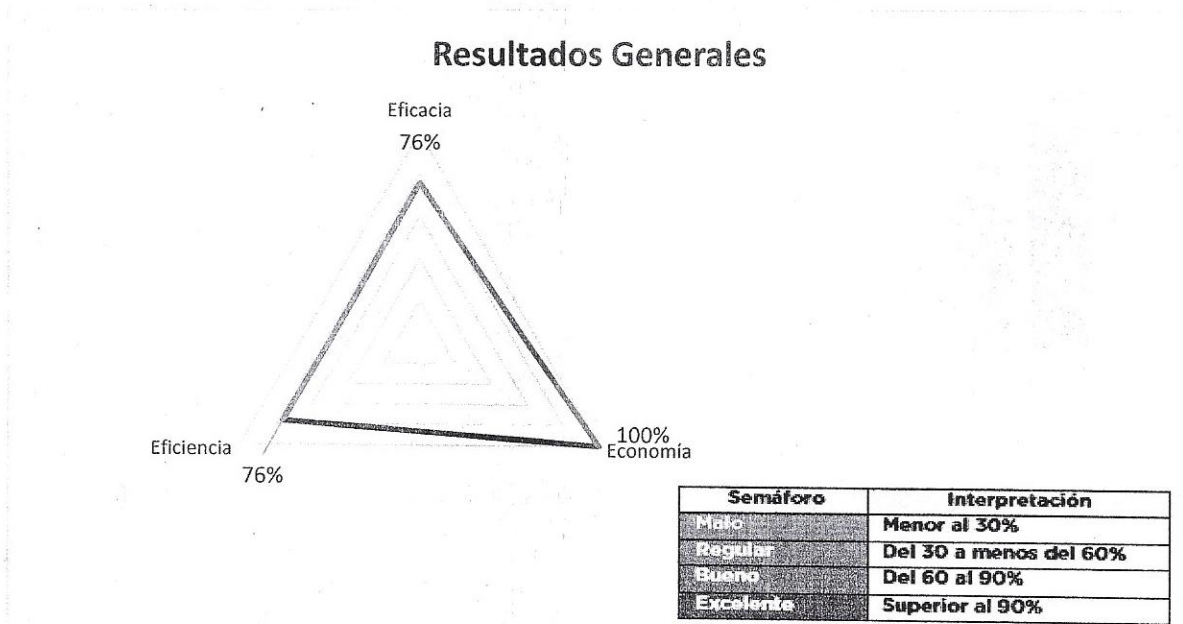 Resultados Generales
Eficacia
76%
100%
Economía
Eficiencia
76%
Semáforo Interpretación
Malo Menor al 30%
Regular Del 30 a menos del 60%
Bueno Del 60 al 90%
Excelente Superior al 90%